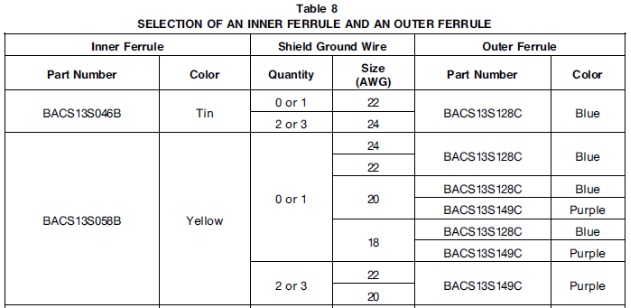 Table 8
SELECTION OF AN INNER FERRULE AND AN OUTER FERRULE
Inner Ferrule Shield Ground Wire Outer Ferrule
Part Number Color Quantity Size (AWG) Part Number Color
BACS13S046B Tin 0 or 1 22 BACS13S128C Blue
2 or 3 24
BACS13S058B Yellow 0 or 1 24 BACS13S128C Blue
22
20 BACS13S128C Blue
BACS13S149C Purple
18 BACS13S128C Blue
BACS13S149C Purple
2 or 3 22 BACS13S149C Purple
20